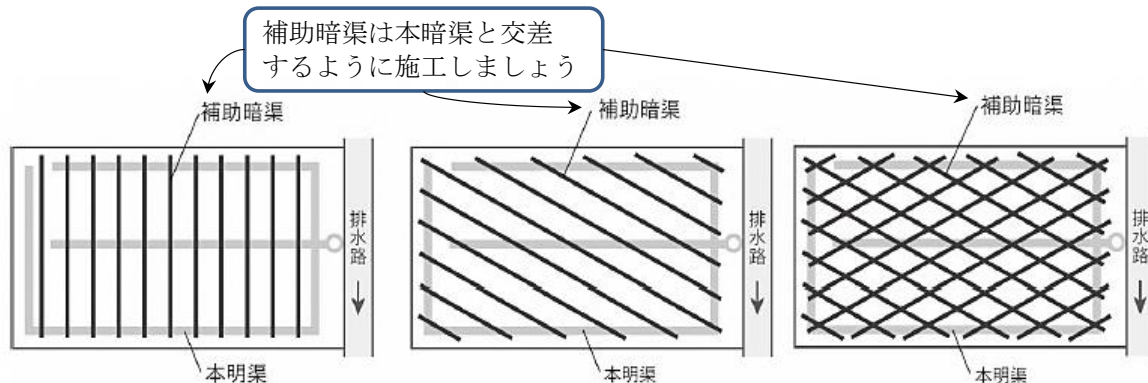 補助暗渠は本暗渠と交差
するように施工しましょう
補助暗渠
補助暗渠
補助暗渠
排水路
排水路
排水路
本明渠
本明渠
本明渠